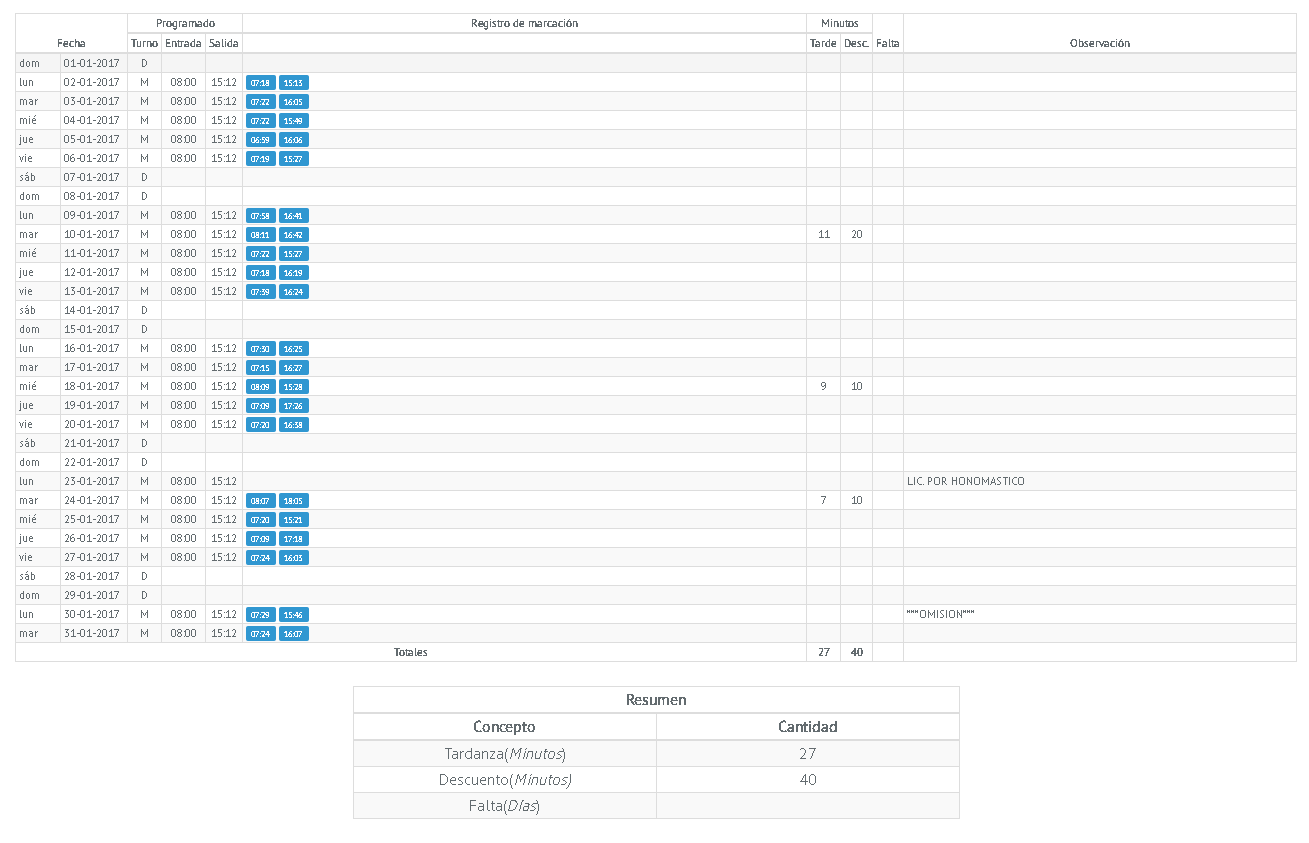 Programado Registro de marcación Minutos
Fecha Turno Entrada Salida Tarde Desc. Falta Observación
dom 01-01-2017 D
lun 02-01-2017 M 08:00 15:12 07:18 15:13
mar 03-01-2017 M 08:00 15:12 07:22 16:05
mié 04-01-2017 M 08:00 15:12 07:22 15:49
jue 05-01-2017 M 08:00 15:12 06:59 16:06
vie 06-01-2017 M 08:00 15:12 07:19 15:27
sáb 07-01-2017 D
dom 08-01-2017 D
lun 09-01-2017 M 08:00 15:12 07:58 16:41
mar 10-01-2017 M 08:00 15:12 08:11 16:42 11 20
mié 11-01-2017 M 08:00 15:12 07:22 15:27
jue 12-01-2017 M 08:00 15:12 07:18 16:19
vie 13-01-2017 M 08:00 15:12 07:39 16:24
sáb 14-01-2017 D
dom 15-01-2017 D
lun 16-01-2017 M 08:00 15:12 07:30 16:25
mar 17-01-2017 M 08:00 15:12 07:15 16:27
mié 18-01-2017 M 08:00 15:12 08:09 15:28 9 10
jue 19-01-2017 M 08:00 15:12 07:09 17:26
vie 20-01-2017 M 08:00 15:12 07:20 16:38
sáb 21-01-2017 D
dom 22-01-2017 D
lun 23-01-2017 M 08:00 15:12 LIC. POR HONOMASTICO
mar 24-01-2017 M 08:00 15:12 08:07 18:05 7 10
mié 25-01-2017 M 08:00 15:12 07:20 15:21
jue 26-01-2017 M 08:00 15:12 07:09 17:18
vie 27-01-2017 M 08:00 15:12 07:24 16:03
sáb 28-01-2017 D
dom 29-01-2017 D
lun 30-01-2017 M 08:00 15:12 07:29 15:46 """OMISION"""
mar 31-01-2017 M 08:00 15:12 07:24 16:07
Totales 27 40
Resumen
Concepto Cantidad
Tardanza(Minutos) 27
Descuento(Minutos) 40
Falta(Días)